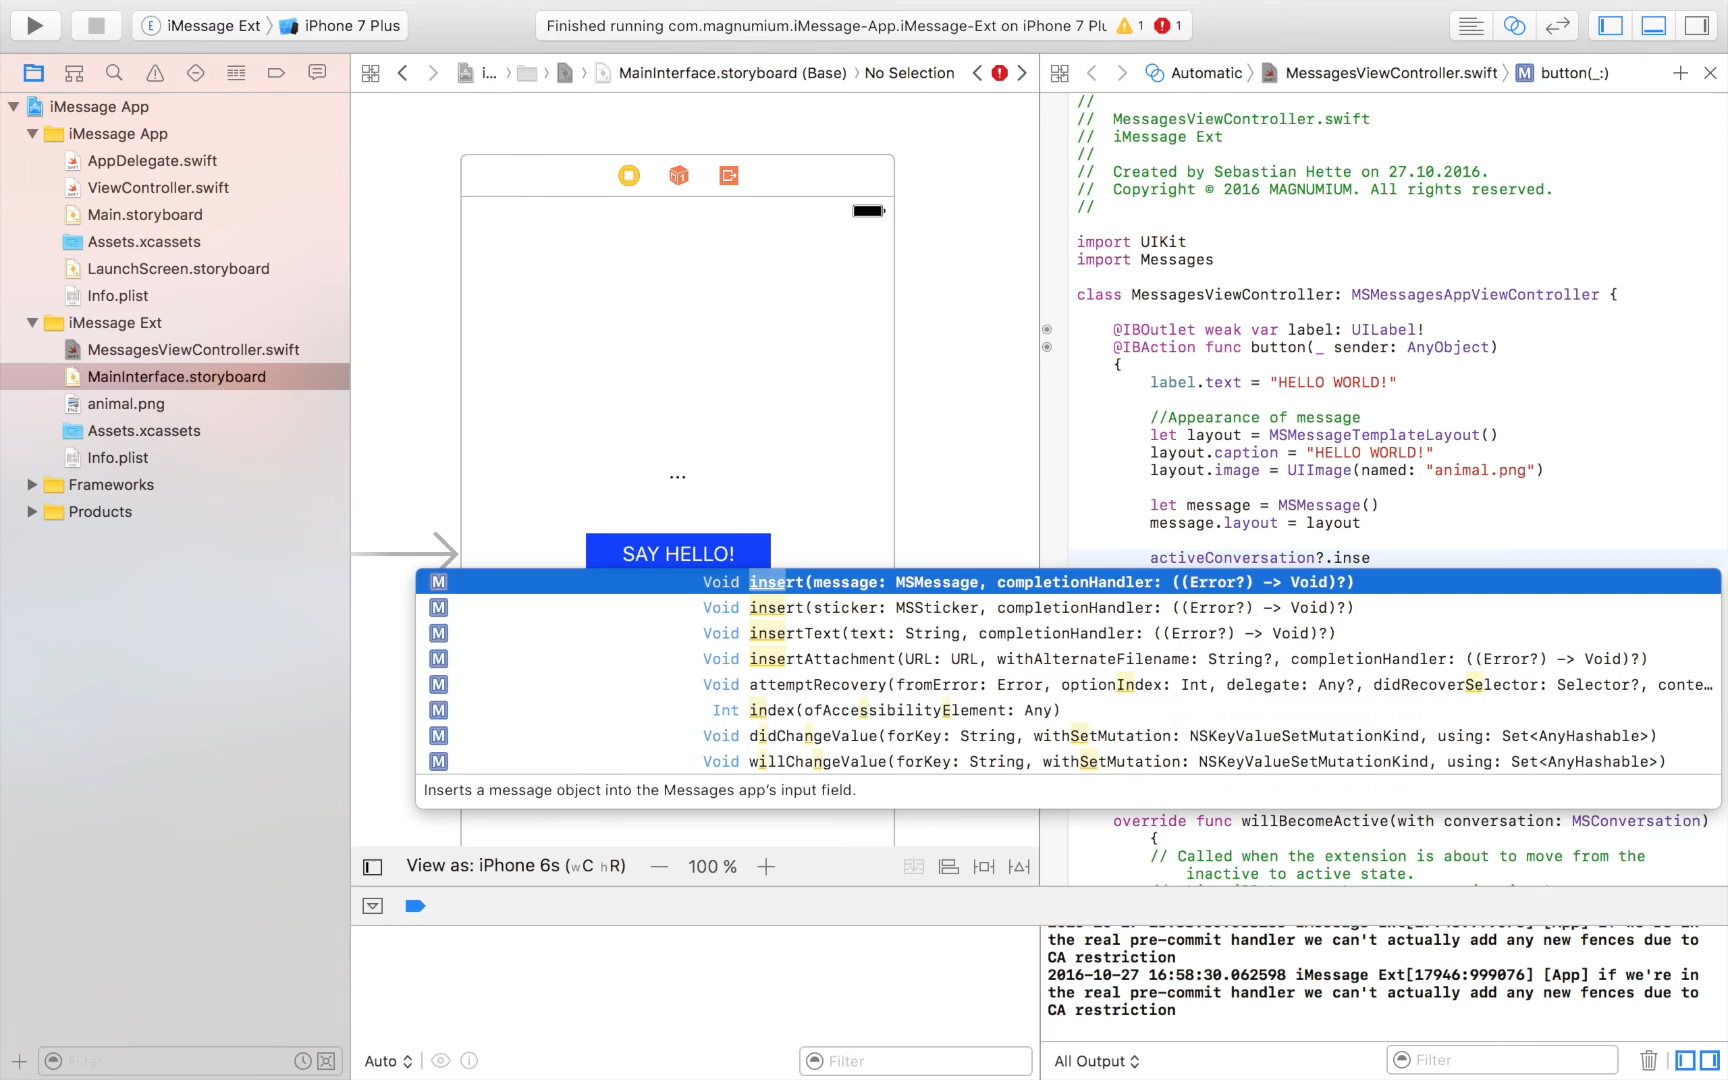 iMessage Ext
iPhone 7 Plus
Finished running com.magnumium.iMessage-App.iMessage-Ext on iPhone 7 Plu
1
1
i...
MainInterface.storyboard (Base)
No Selection
Automatic
MessagesViewController.swift
M
button(_:)
iMessage App
iMessage App
AppDelegate.swift
ViewController.swift
Main.storyboard
Assets.xcassets
LaunchScreen.storyboard
Info.plist
iMessage Ext
MessagesViewController.swift
MainInterface.storyboard
animal.png
Assets.xcassets
Info.plist
Frameworks
Products
...
SAY HELLO!
//
//  MessagesViewController.swift
//  iMessage Ext
//
//  Created by Sebastian Hette on 27.10.2016.
//  Copyright © 2016 MAGNUMIUM. All rights reserved.
//
import UIKit
import Messages
class MessagesViewController: MSMessagesAppViewController {
@IBOutlet weak var label: UILabel!
@IBAction func button(_ sender: AnyObject)
{
label.text = "HELLO WORLD!"
//Appearance of message
let layout = MSMessageTemplateLayout()
layout.caption = "HELLO WORLD!"
layout.image = UIImage(named: "animal.png")
let message = MSMessage()
message.layout = layout
activeConversation?.inse
M Void insert(message: MSMessage, completionHandler: ((Error?) -> Void)?)
M Void insert(sticker: MSSticker, completionHandler: ((Error?) -> Void)?)
M Void insertText(text: String, completionHandler: ((Error?) -> Void)?)
M Void insertAttachment(URL: URL, withAlternateFilename: String?, completionHandler: ((Error?) -> Void)?)
M Void attemptRecovery(fromError: Error, optionIndex: Int, delegate: Any?, didRecoverSelector: Selector?, conte...
M Int index(ofAccessibilityElement: Any)
M Void didChangeValue(forKey: String, withSetMutation: NSKeyValueSetMutationKind, using: Set<AnyHashable>)
M Void willChangeValue(forKey: String, withSetMutation: NSKeyValueSetMutationKind, using: Set<AnyHashable>)
Inserts a message object into the Messages app's input field.
override func willBecomeActive(with conversation: MSConversation)
{
// Called when the extension is about to move from the
inactive to active state.
View as: iPhone 6s (wC hR)
100 %
the real pre-commit handler we can't actually add any new fences due to
CA restriction
2016-10-27 16:58:30.062598 iMessage Ext[17946:999076] [App] if we're in
the real pre-commit handler we can't actually add any new fences due to
CA restriction
Filter
Auto
Filter
All Output
Filter